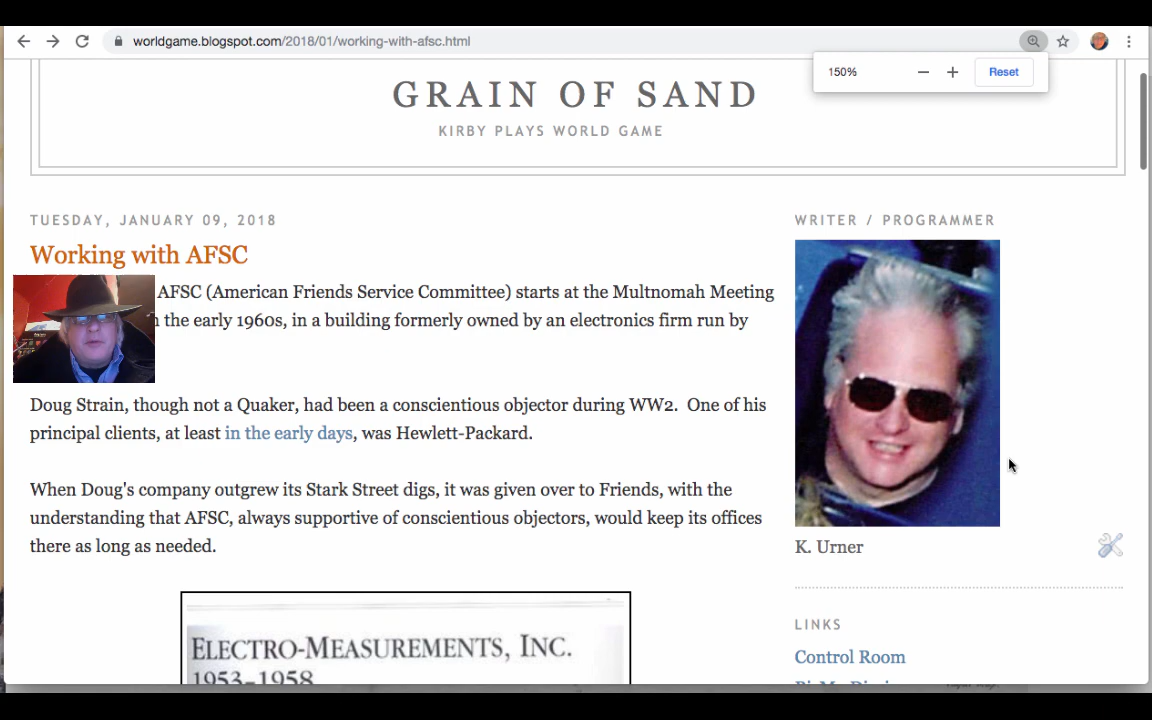 worldgame.blogspot.com/2018/01/working-with-afsc.html
150%
Reset
GRAIN OF SAND
KIRBY PLAYS WORLD GAME
TUESDAY, JANUARY 09, 2018
Working with AFSC
AFSC (American Friends Service Committee) starts at the Multnomah Meeting
the early 1960s, in a building formerly owned by an electronics firm run by
Doug Strain, though not a Quaker, had been a conscientious objector during WW2. One of his
principal clients, at least in the early days, was Hewlett-Packard.
When Doug's company outgrew its Stark Street digs, it was given over to Friends, with the
understanding that AFSC, always supportive of conscientious objectors, would keep its offices
there as long as needed.
ELECTRO-MEASUREMENTS, INC.
1953-1958
WRITER / PROGRAMMER
K. Urner
LINKS
Control Room